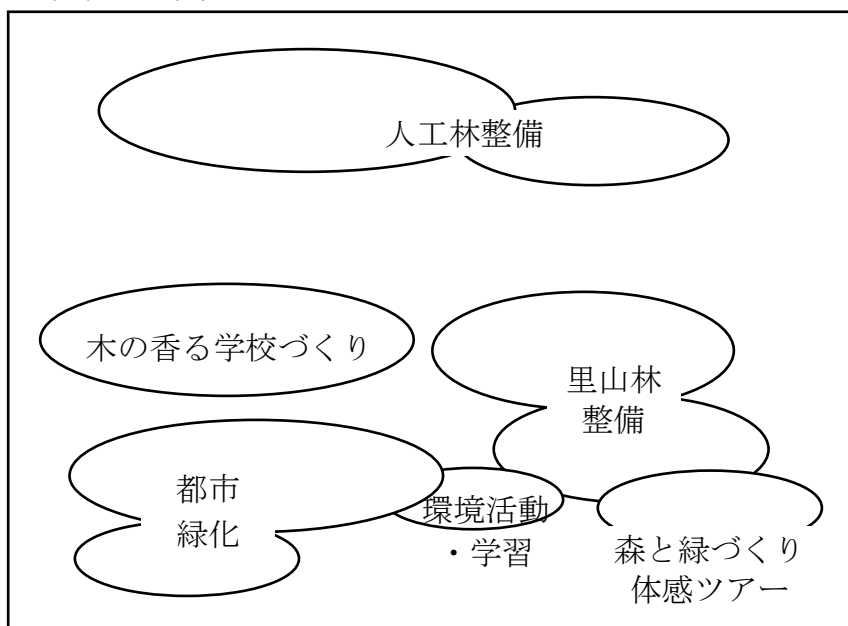 人工林整備
木の香る学校づくり
里山林
整備
都市
緑化
環境活動
・学習
森と緑づくり
体感ツアー